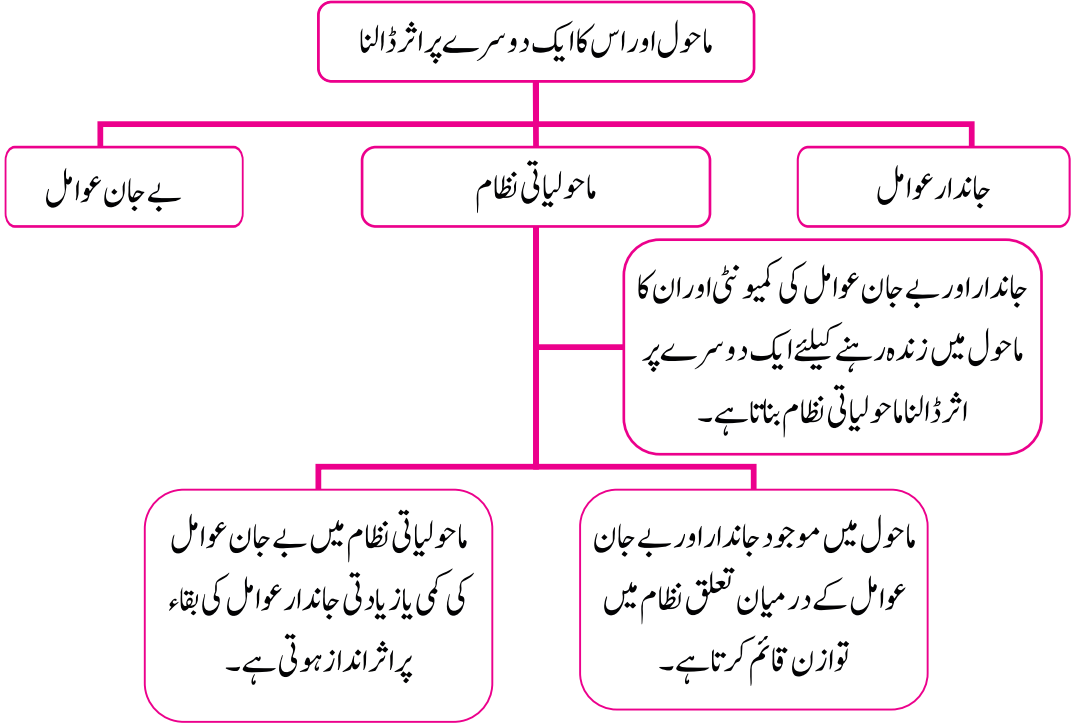 ماحول اور اس کا ایک دوسرے پر اثر ڈالنا
جاندار عوامل
ماحولیاتی نظام
بے جان عوامل
جاندار اور بے جان عوامل کی کمیونٹی اور ان کا
ماحول میں زندہ رہنے کیلئے ایک دوسرے پر
اثر ڈالنا ماحولیاتی نظام بناتا ہے۔
ماحول میں موجود جاندار اور بے جان
عوامل کے درمیان تعلق نظام میں
توازن قائم کرتا ہے۔
ماحولیاتی نظام میں بے جان عوامل
کی کمی یا زیادتی جاندار عوامل کی بقاء
پر اثر انداز ہوتی ہے۔